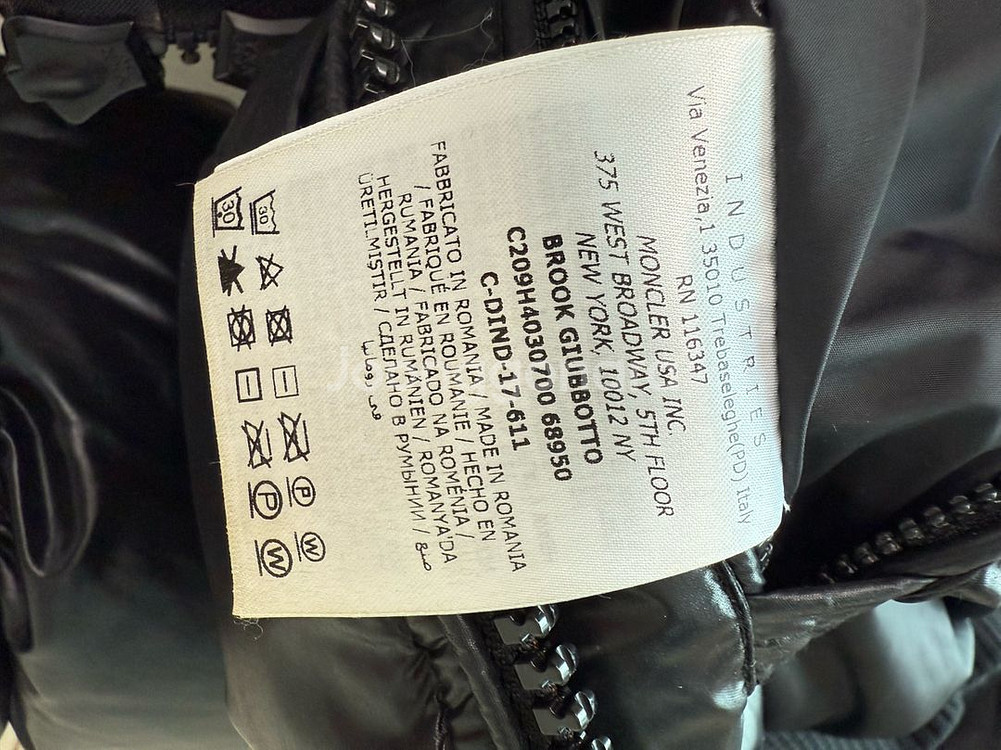 INDUSTRIES
Via Venezia,1 35010 Trebaseleghe(PD) Italy
RN 116347
MONCLER USA INC.
375 WEST BROADWAY, 5TH FLOOR
NEW YORK, 10012 NY
BROOK GIUBBOTTO
C209H4030700 68950
C-DIND-17-611
FABBRICATO IN ROMANIA / MADE IN ROMANIA
/ FABRIQUÉ EN ROUMANIE / HECHO EN
RUMANIA / FABRICADO NA ROMÉNIA /
HERGESTELLT IN RUMÄNIEN / ROMANYA'DA
ÜRETILMIŞTIR / СДЕЛАНО В РУМЫНИИ / صنع
في رومانيا
30 P W
30 P W